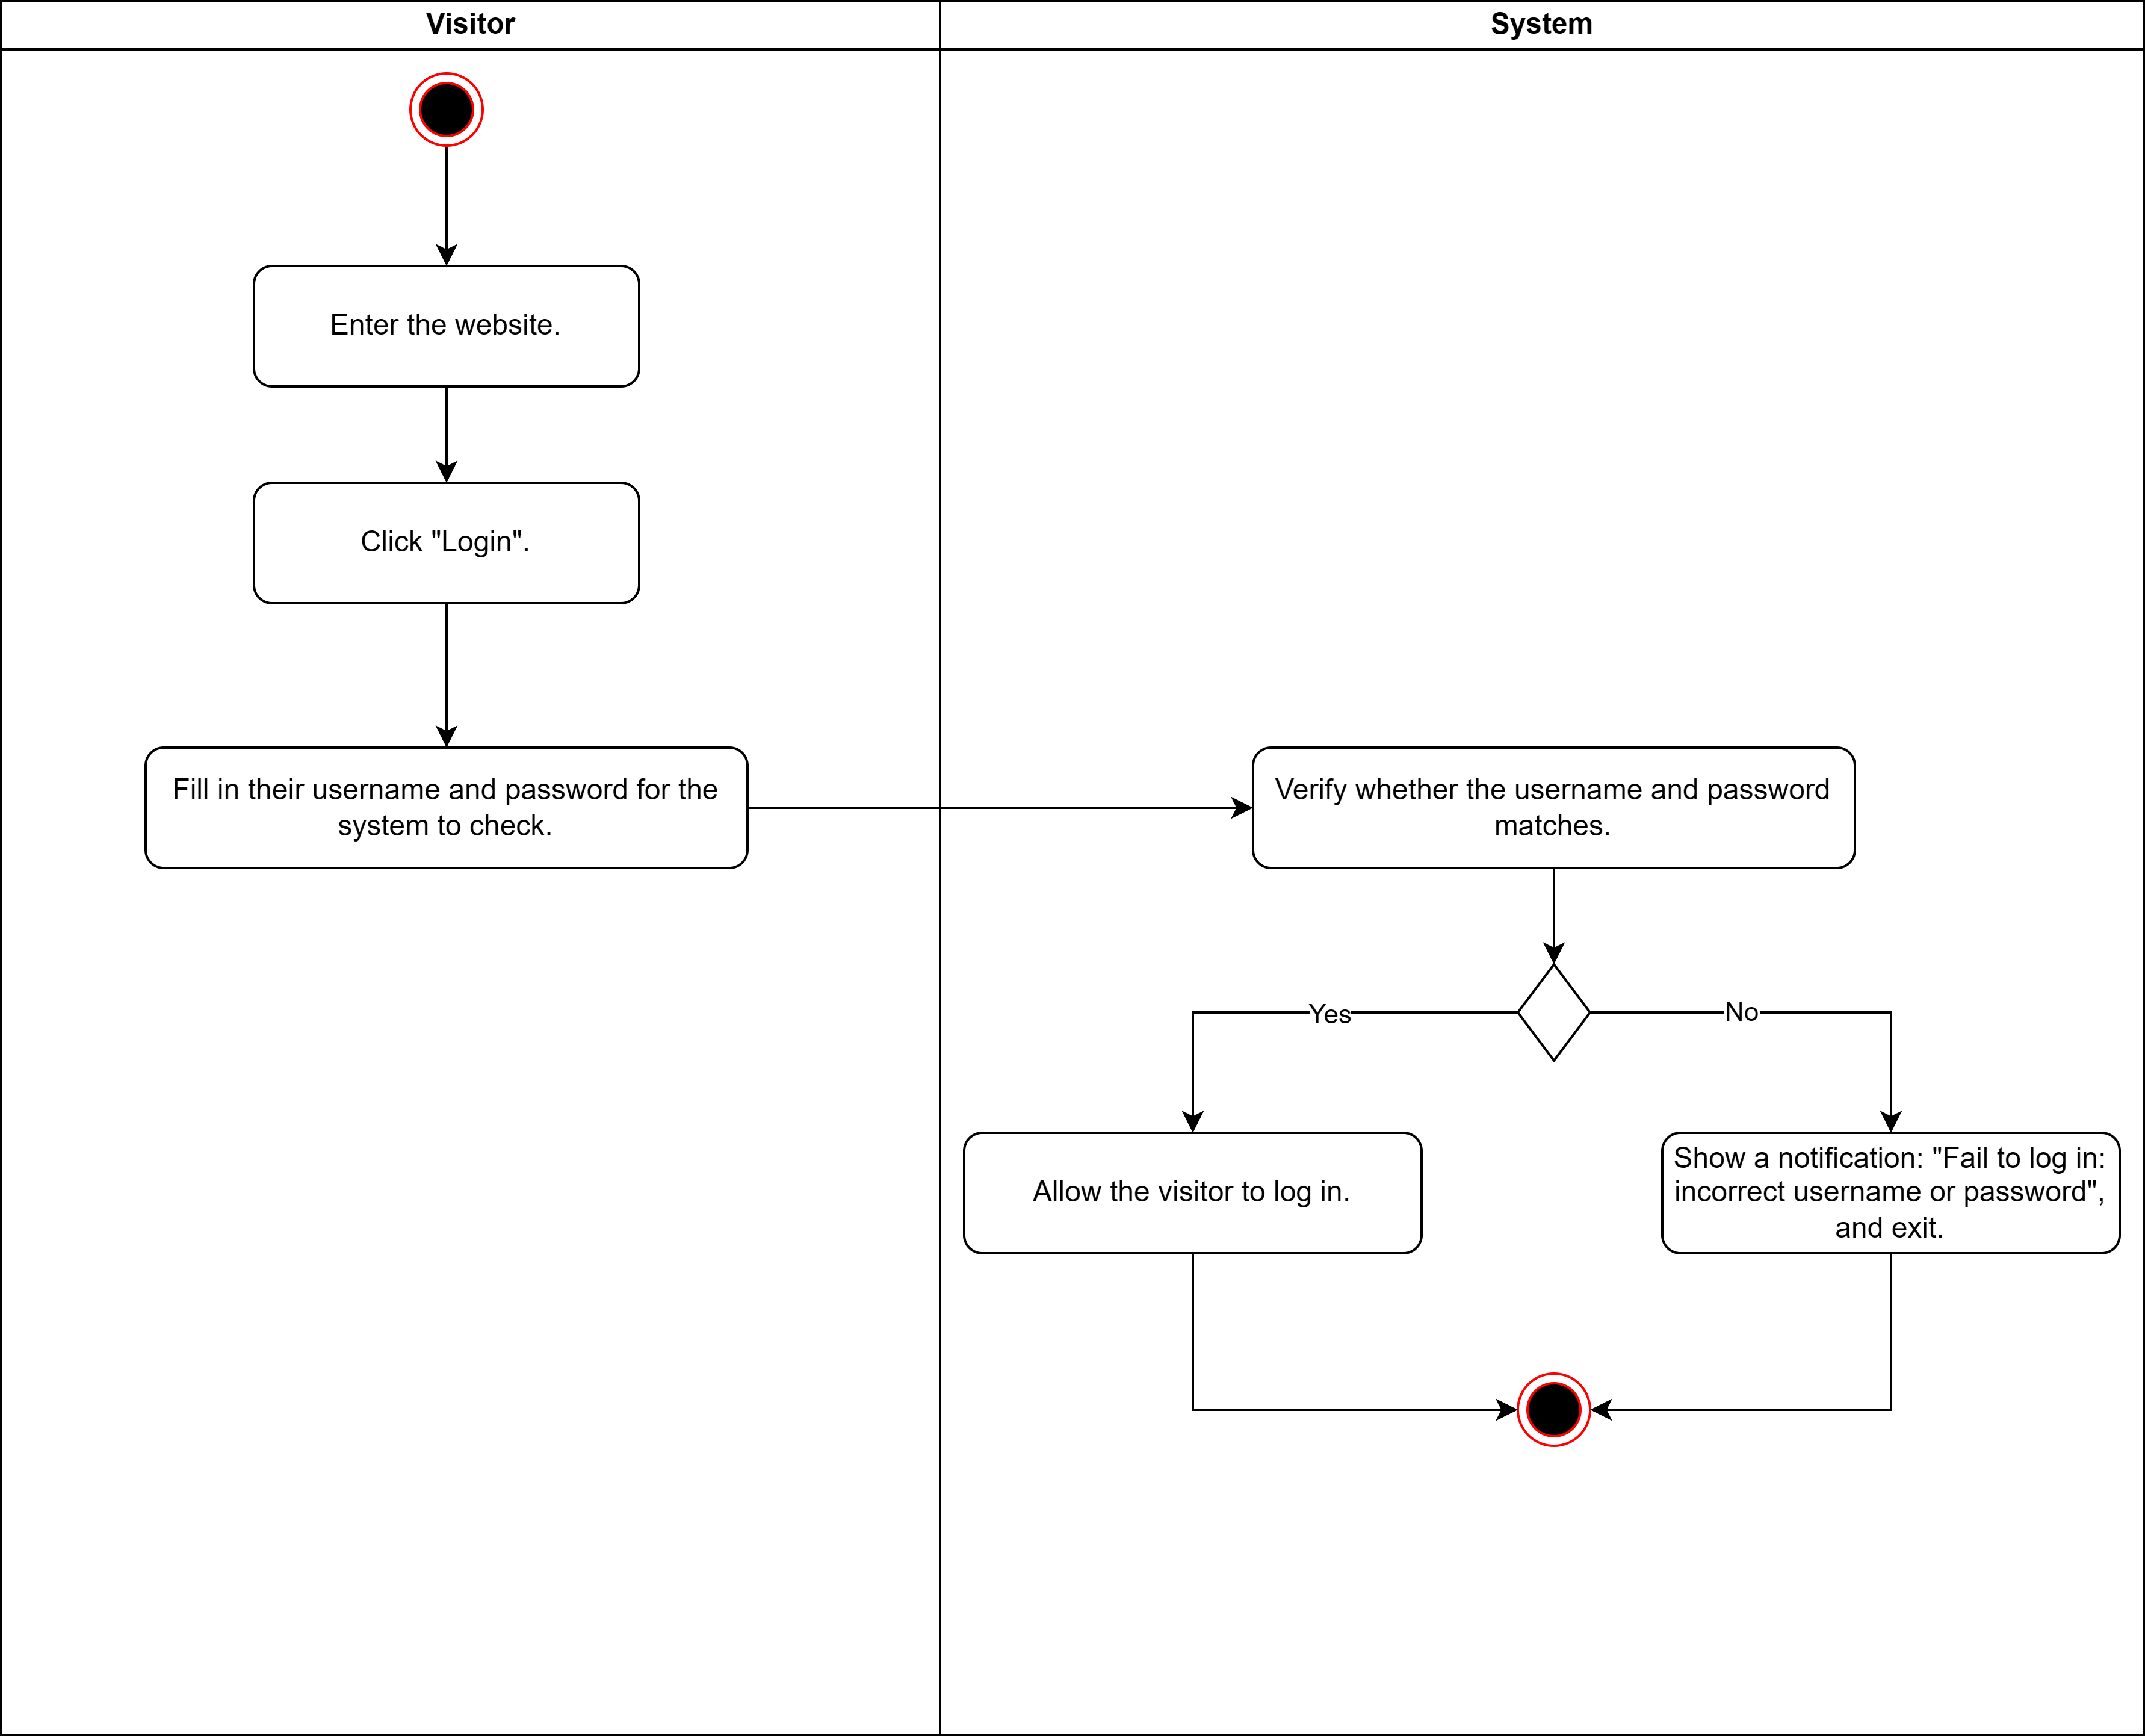 Visitor
System
Enter the website.
Click "Login".
Fill in their username and password for the
system to check.
Verify whether the username and password
matches.
Yes
No
Allow the visitor to log in.
Show a notification: "Fail to log in:
incorrect username or password",
and exit.